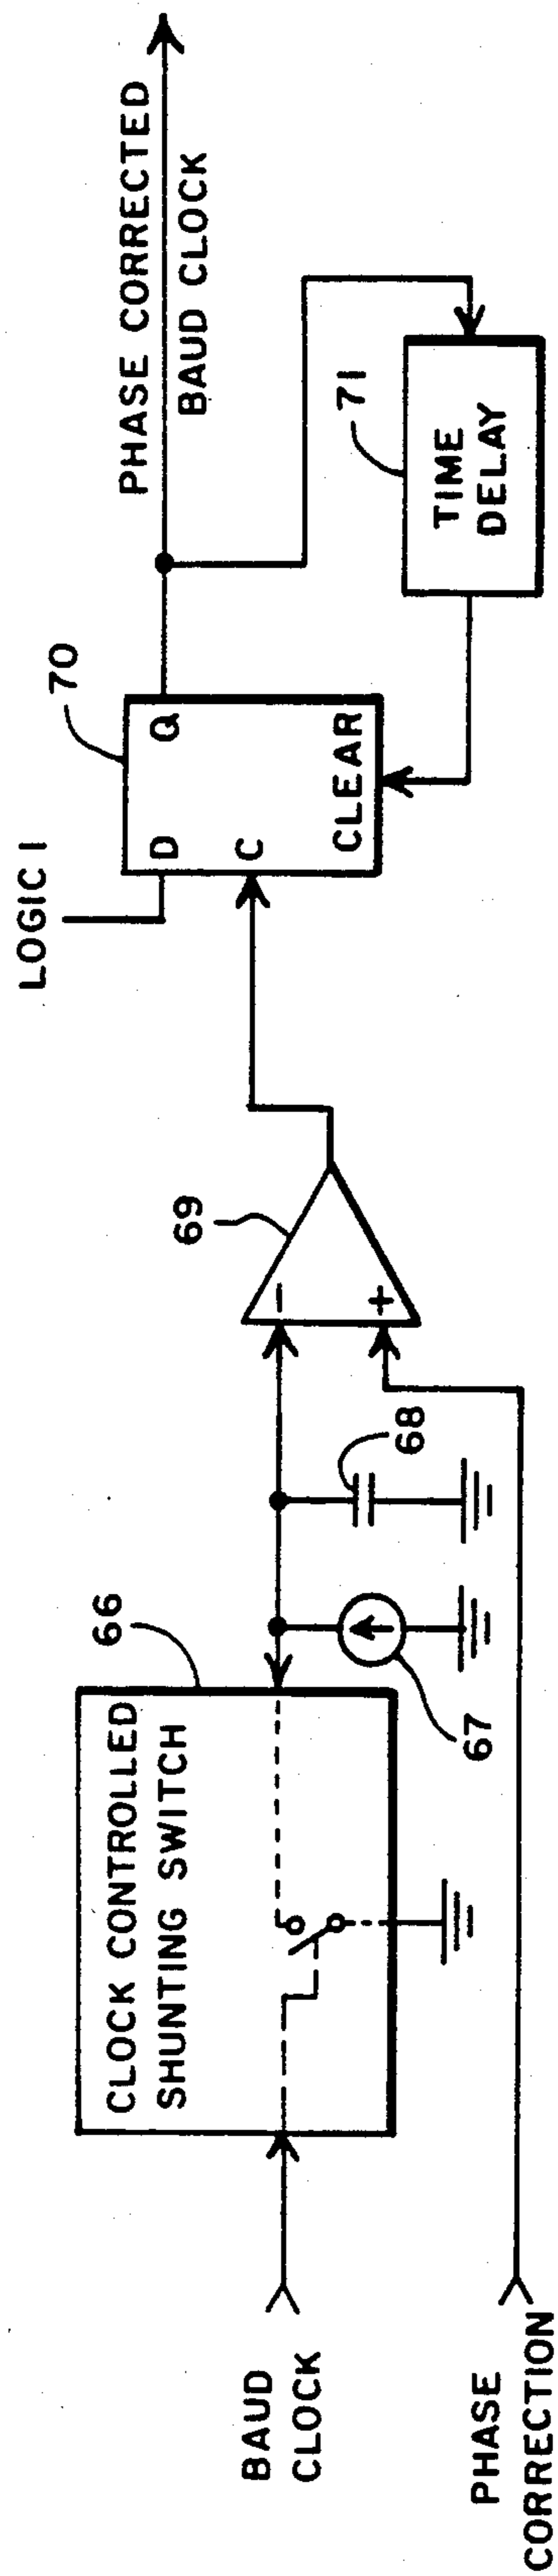 BAUD
CLOCK
PHASE
CORRECTION
CLOCK CONTROLLED
SHUNTING SWITCH
66
67
68
69
-
+
LOGIC 1
D
Q
C
CLEAR
70
TIME
DELAY
71
PHASE CORRECTED
BAUD CLOCK